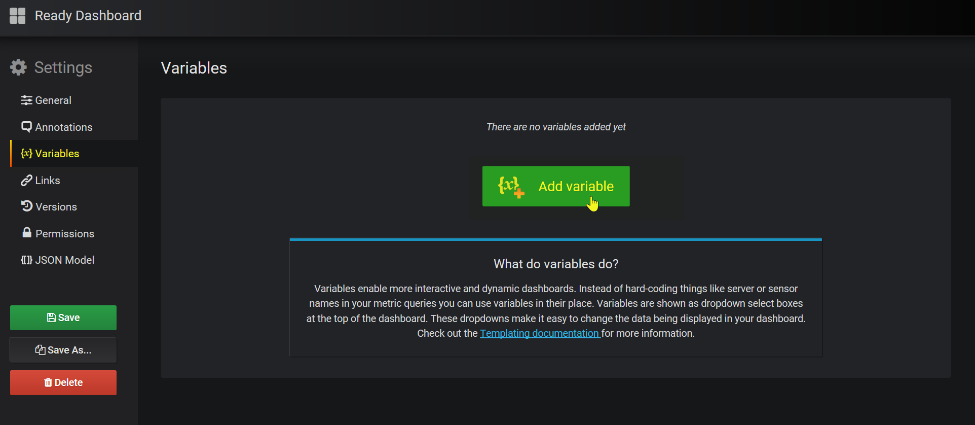 Ready Dashboard
Settings
General
Annotations
{x} Variables
Links
Versions
Permissions
JSON Model
Save
Save As...
Delete
Variables
There are no variables added yet
{x} Add variable
What do variables do?
Variables enable more interactive and dynamic dashboards. Instead of hard-coding things like server or sensor
names in your metric queries you can use variables in their place. Variables are shown as dropdown select boxes
at the top of the dashboard. These dropdowns make it easy to change the data being displayed in your dashboard.
Check out the Templating documentation for more information.